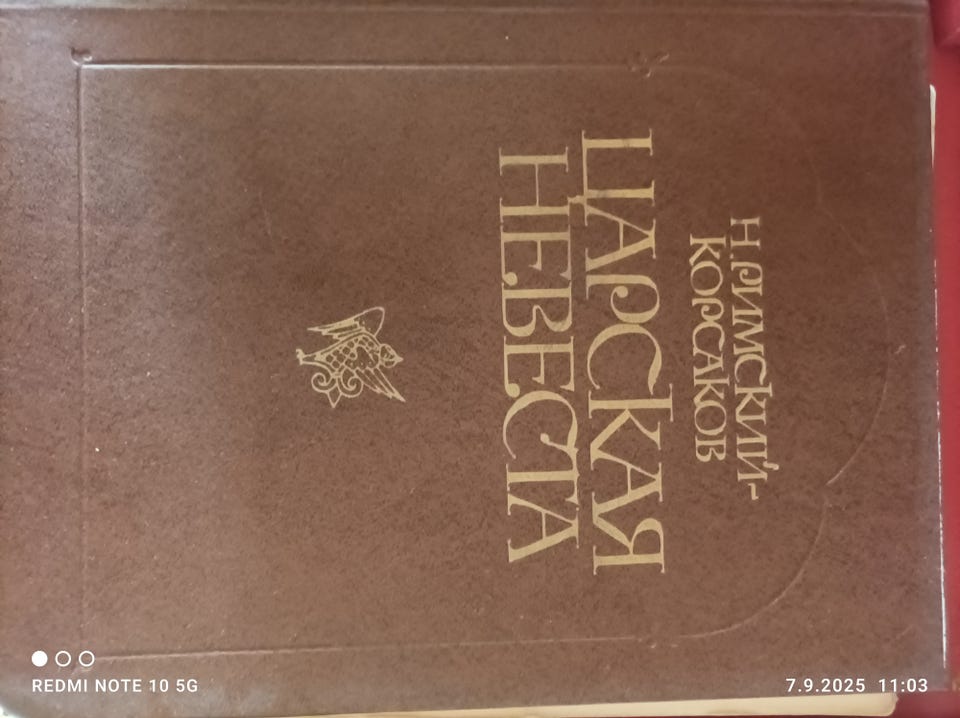 Н. РИМСКИЙ-
КОРСАКОВ
ЦАРСКАЯ
НЕВЕСТА
REDMI NOTE 10 5G
7.9.2025 11:03